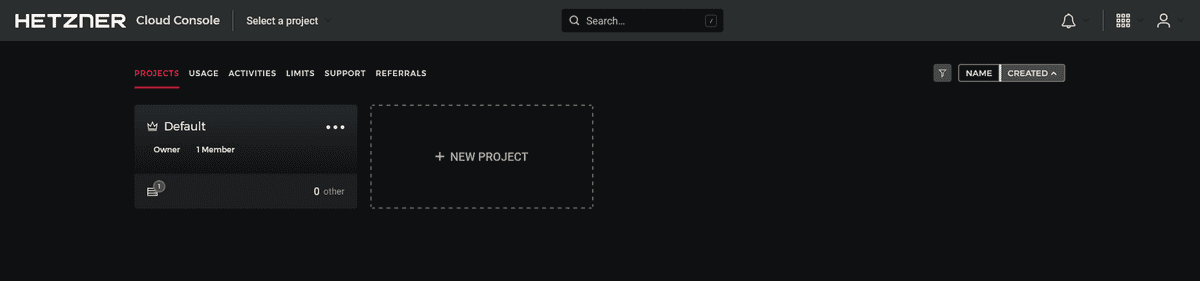 HETZNER Cloud Console Select a project Search... /
PROJECTS USAGE ACTIVITIES LIMITS SUPPORT REFERRALS NAME CREATED
Default
Owner 1 Member
+ NEW PROJECT
1 0 other